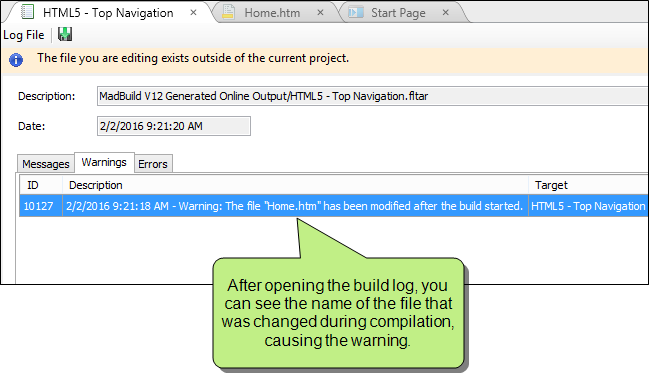 HTML5 - Top Navigation
Home.htm
Start Page
Log File
The file you are editing exists outside of the current project.
Description: MadBuild V12 Generated Online Output/HTML5 - Top Navigation.fltar
Date: 2/2/2016 9:21:20 AM
Messages Warnings Errors
ID Description Target
10127 2/2/2016 9:21:18 AM - Warning: The file "Home.htm" has been modified after the build started. HTML5 - Top Navigation
After opening the build log, you
can see the name of the file that
was changed during compilation,
causing the warning.